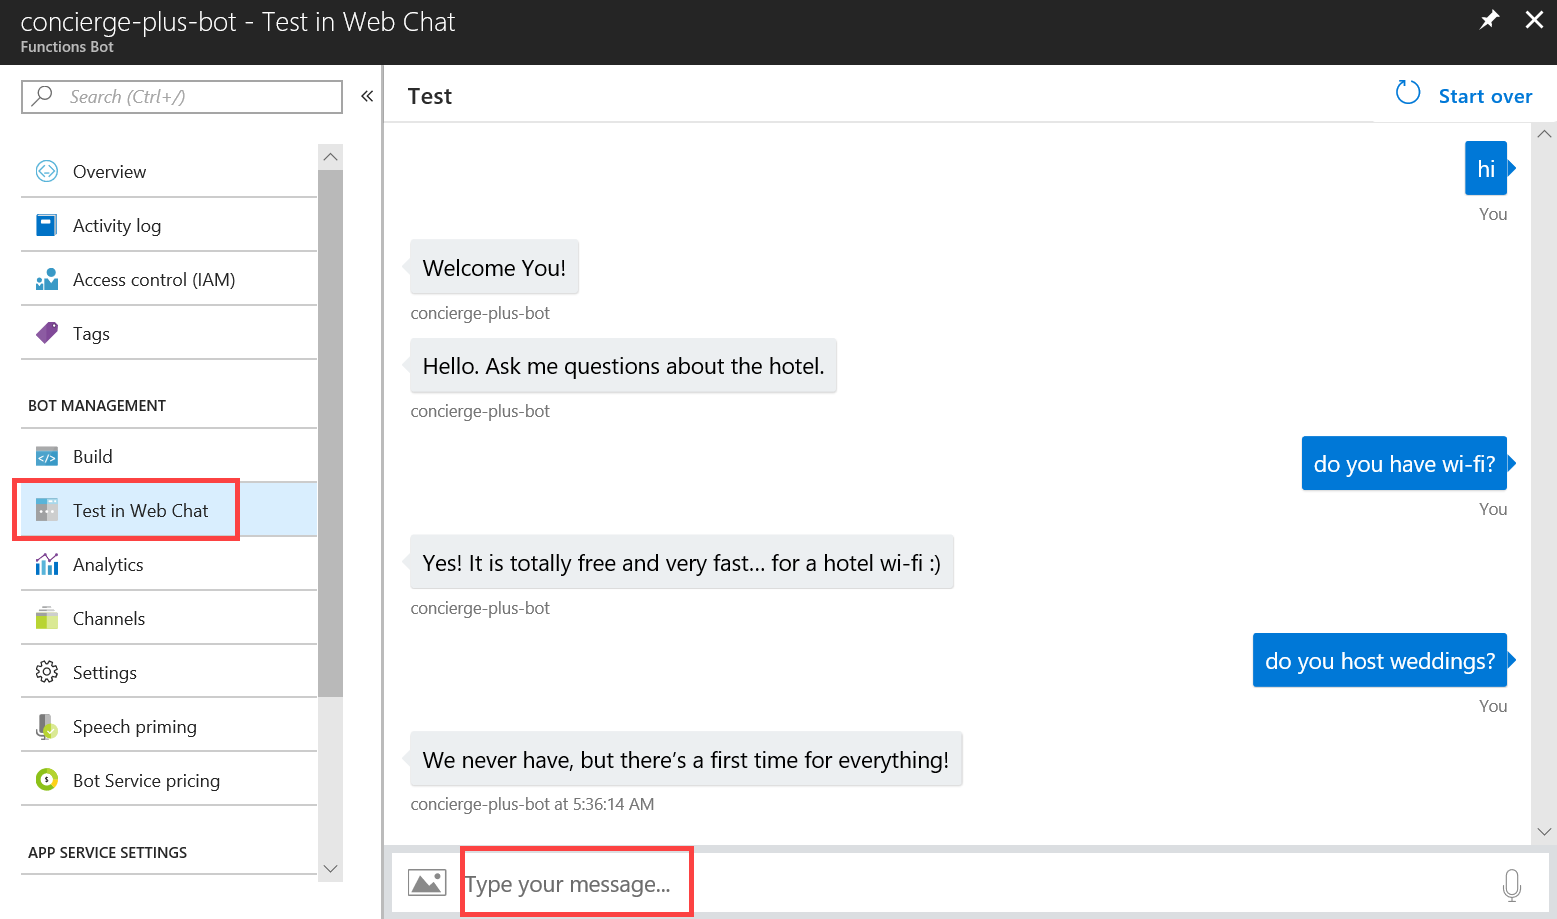 concierge-plus-bot - Test in Web Chat
Functions Bot
Search (Ctrl+/)
«
Overview
Activity log
Access control (IAM)
Tags
BOT MANAGEMENT
Build
Test in Web Chat
Analytics
Channels
Settings
Speech priming
Bot Service pricing
APP SERVICE SETTINGS
Test
Start over
hi
You
Welcome You!
concierge-plus-bot
Hello. Ask me questions about the hotel.
concierge-plus-bot
do you have wi-fi?
You
Yes! It is totally free and very fast... for a hotel wi-fi :)
concierge-plus-bot
do you host weddings?
You
We never have, but there's a first time for everything!
concierge-plus-bot at 5:36:14 AM
Type your message...